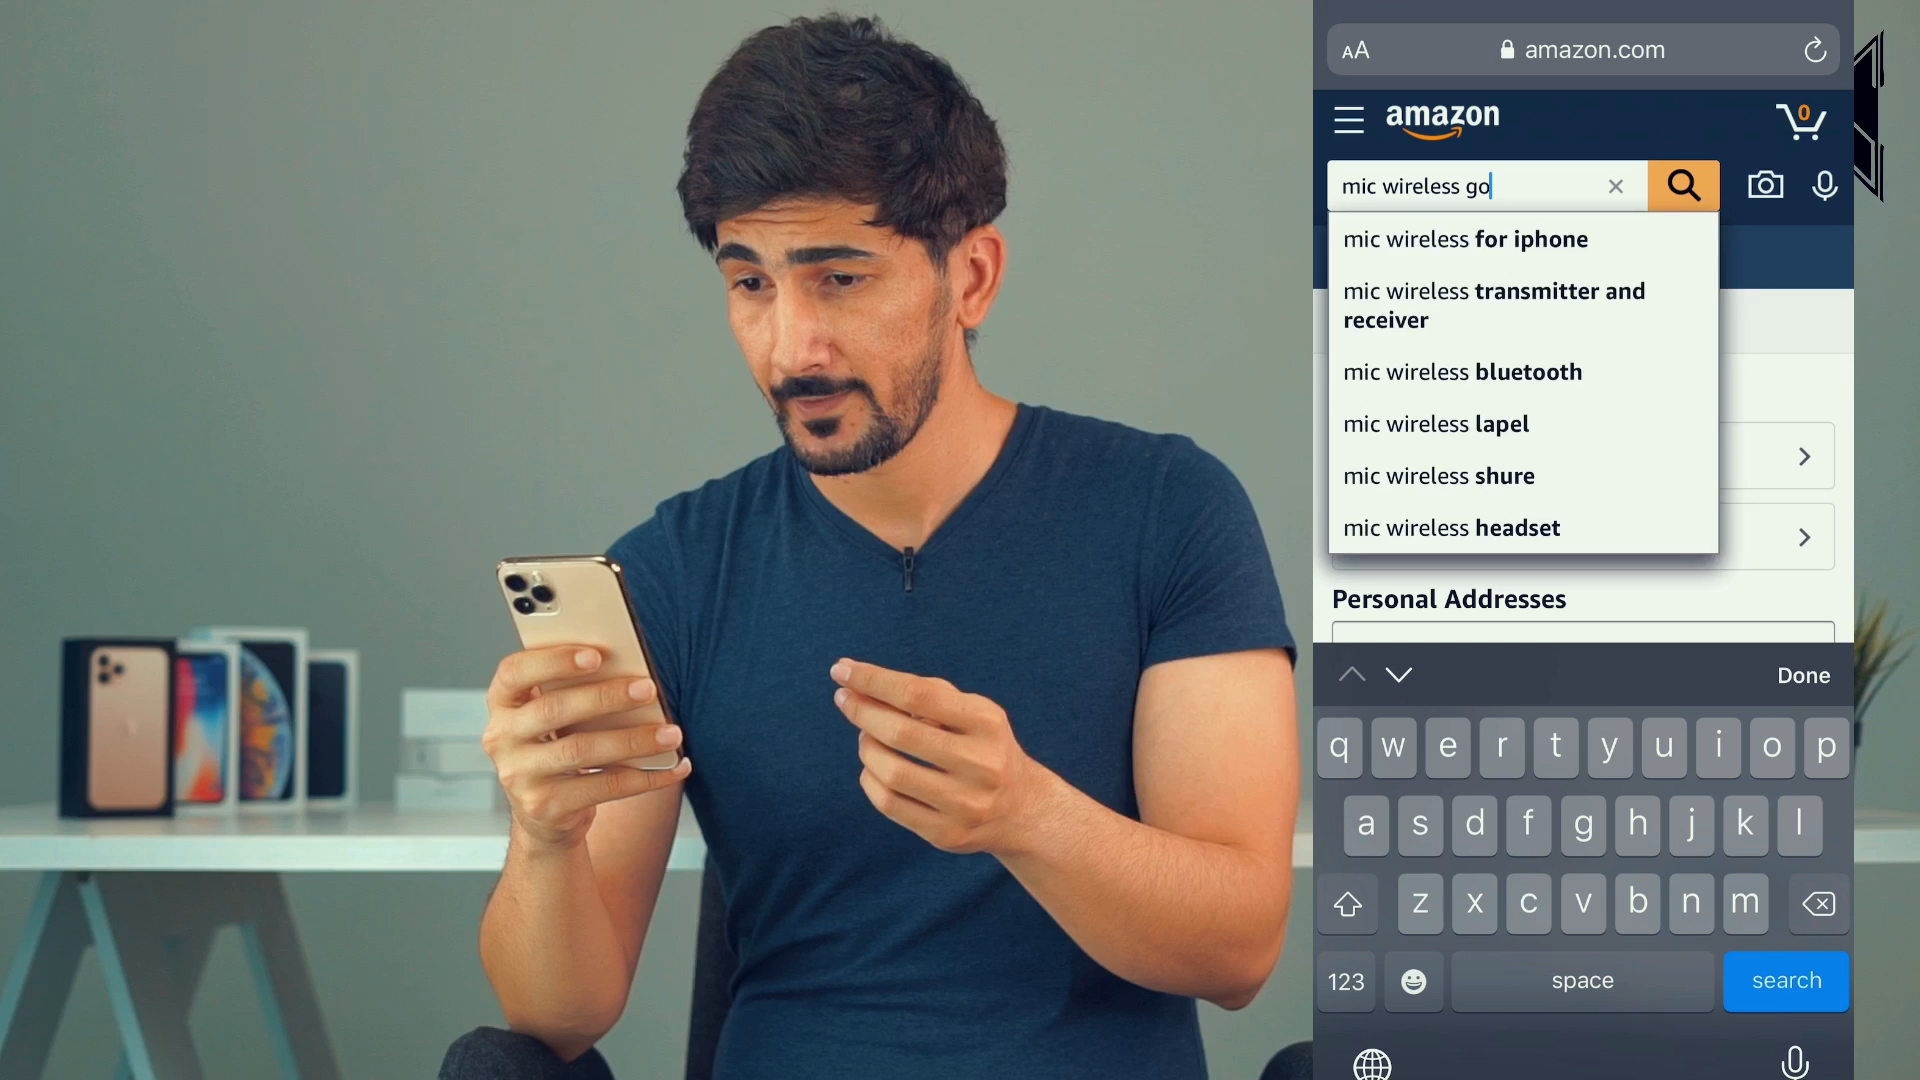 AA amazon.com
amazon 0
mic wireless go
mic wireless for iphone
mic wireless transmitter and
receiver
mic wireless bluetooth
mic wireless lapel
mic wireless shure
mic wireless headset
Personal Addresses
Done
q w e r t y u i o p
a s d f g h j k l
z x c v b n m
123 space search